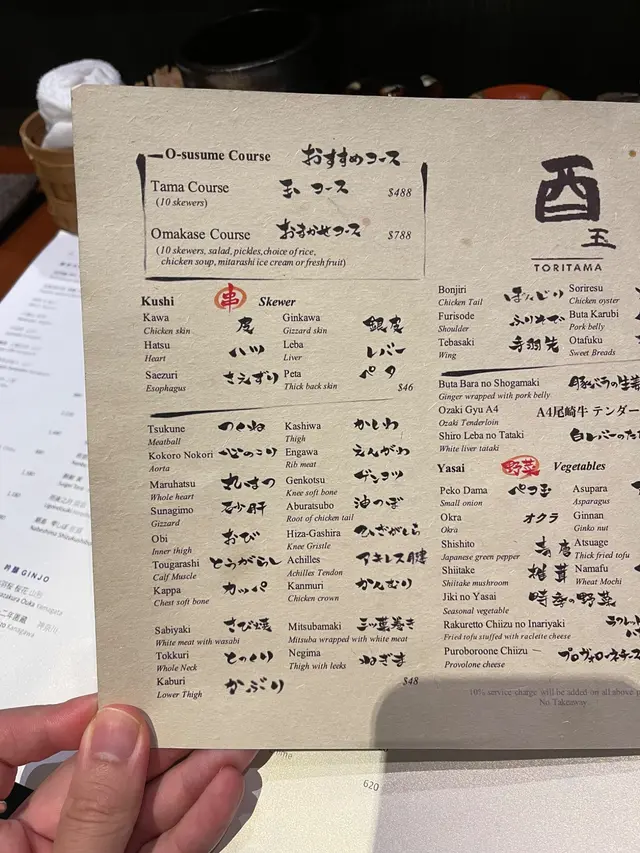 O-susume Course おすすめコース
Tama Course 玉 コース $488
(10 skewers)
Omakase Course おまかせコース $788
(10 skewers, salad, pickles, choice of rice,
chicken soup, mitarashi ice cream or fresh fruit)
Kushi 串 Skewer
Kawa 皮
Chicken skin
Ginkawa 銀皮
Gizzard skin
Hatsu ハツ
Heart
Leba レバー
Liver
Saezuri さえずり
Esophagus
Peta ペタ
Thick back skin
$46
Tsukune つくね
Meatball
Kashiwa かしわ
Thigh
Kokoro Nokori 心のこり
Aorta
Engawa えんがわ
Rib meat
Maruhatsu 丸はつ
Whole heart
Genkotsu ゲンコツ
Knee soft bone
Sunagimo 砂肝
Gizzard
Aburatsubo 油つぼ
Root of chicken tail
Obi おび
Inner thigh
Hiza-Gashira ひざがしら
Knee Gristle
Tougarashi とうがらし
Calf Muscle
Achilles アキレス腱
Achilles Tendon
Kappa カッパ
Chest soft bone
Kanmuri かんむり
Chicken crown
Sabiyaki さび焼
White meat with wasabi
Mitsubamaki 三ッ葉巻き
Mitsuba wrapped with white meat
Tokkuri とっくり
Whole Neck
Negima ねぎま
Thigh with leeks
Kaburi かぶり
Lower Thigh
$48
酉
玉
TORITAMA
Bonjiri ぼんじり
Chicken Tail
Soriresu
Chicken oyster
Furisode ふりそで
Shoulder
Buta Karubi
Pork belly
Tebasaki 手羽先
Wing
Otafuku
Sweet Breads
Buta Bara no Shogamaki 豚バラの生姜
Ginger wrapped with pork belly
Ozaki Gyu A4 A4尾崎牛 テンダー
Ozaki Tenderloin
Shiro Leba no Tataki 白レバーのた
White liver tataki
Yasai 野菜 Vegetables
Peko Dama ペコ玉
Small onion
Asupara
Asparagus
Okra オクラ
Okra
Ginnan
Ginko nut
Shishito
Japanese green pepper
Atsuage
Thick fried tofu
Shiitake 椎茸
Shiitake mushroom
Namafu
Wheat Mochi
Jiki no Yasai 時季の野菜
Seasonal vegetable
Rakuretto Chiizu no Inariyaki ラクレット
Fried tofu stuffed with raclette cheese
Puroboroone Chiizu プロヴォローネチーズ
Provolone cheese
10% service charge will be added on all above
No Takeaway
吟醸 GINJO
620